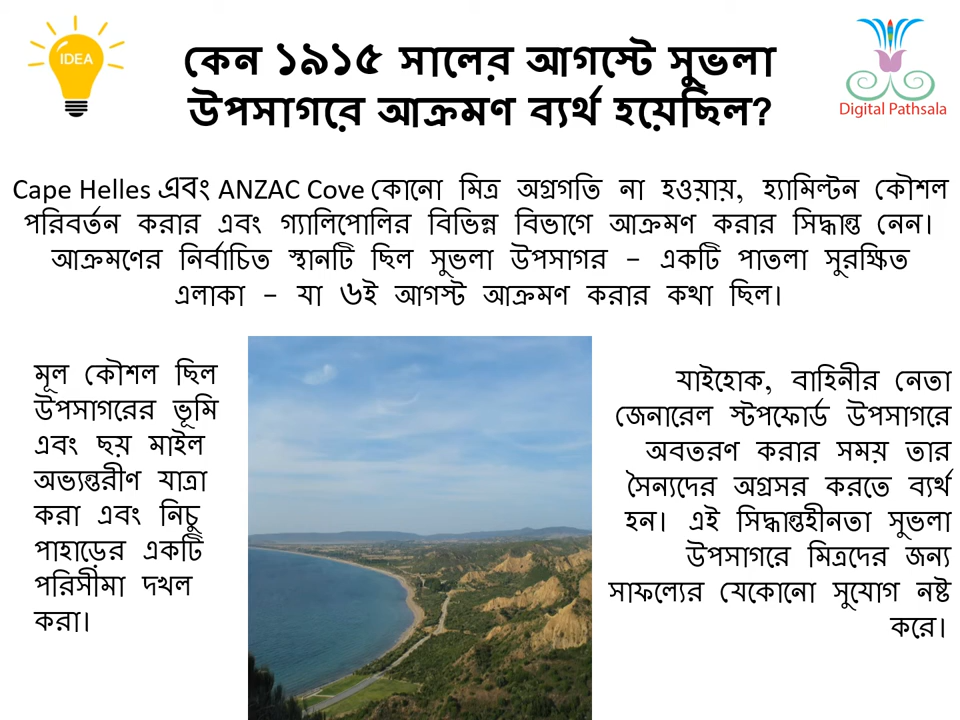 IDEA
কেন ১৯১৫ সালের আগস্টে সুভলা
উপসাগরে আক্রমণ ব্যর্থ হয়েছিল?
Digital Pathsala
Cape Helles এবং ANZAC Cove কোনো মিত্র অগ্রগতি না হওয়ায়, হ্যামিল্টন কৌশল
পরিবর্তন করার এবং গ্যালিপোলির বিভিন্ন বিভাগে আক্রমণ করার সিদ্ধান্ত নেন।
আক্রমণের নির্বাচিত স্থানটি ছিল সুভলা উপসাগর – একটি পাতলা সুরক্ষিত
এলাকা – যা ৬ই আগস্ট আক্রমণ করার কথা ছিল।
মূল কৌশল ছিল
উপসাগরের ভূমি
এবং ছয় মাইল
অভ্যন্তরীণ যাত্রা
করা এবং নিচু
পাহাড়ের একটি
পরিসীমা দখল
করা।
যাইহোক, বাহিনীর নেতা
জেনারেল স্টপফোর্ড উপসাগরে
অবতরণ করার সময় তার
সৈন্যদের অগ্রসর করতে ব্যর্থ
হন। এই সিদ্ধান্তহীনতা সুভলা
উপসাগরে মিত্রদের জন্য
সাফল্যের যেকোনো সুযোগ নষ্ট
করে।